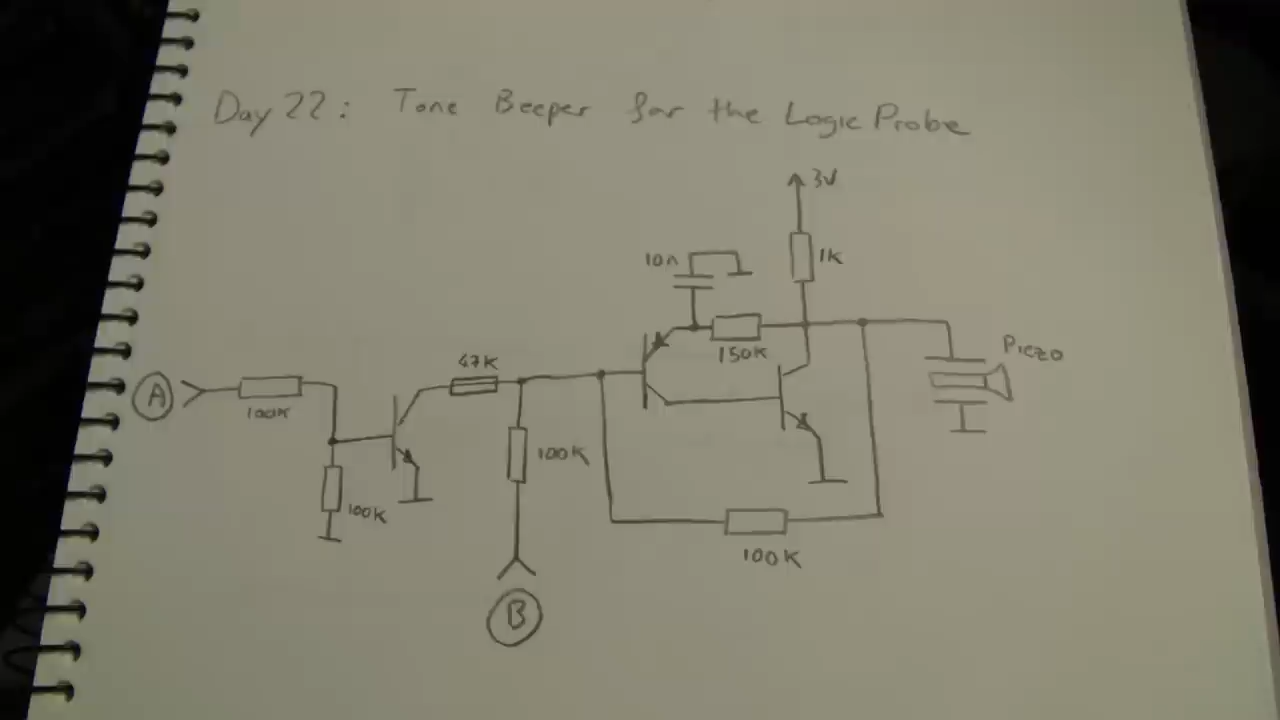 Day 22: Tone Beeper for the Logic Probe
3V
10n
1K
150K
Piezo
47K
A
100K
100K
100K
100K
B